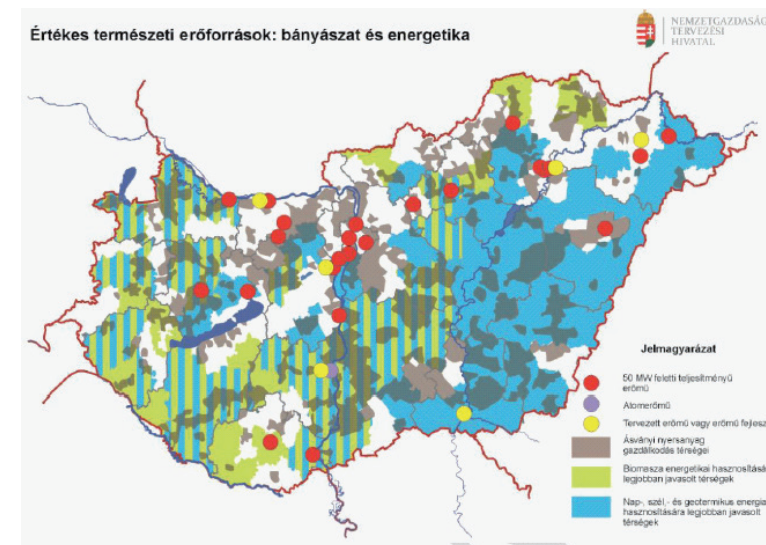 Értékes természeti erőforrások: bányászat és energetika
NEMZETGAZDASÁG
TERVEZÉSI
HIVATAL
Jelmagyarázat
50 MW feletti teljesítményű
erőmű
Atomerőmű
Tervezett erőmű vagy erőmű fejlesz
Ásványi nyersanyag
gazdálkodás térségei
Biomassza energetikai hasznosításá
legjobban javasolt térségek
Nap-, szél,- és geotermikus energia
hasznosítására legjobban javasolt
térségek